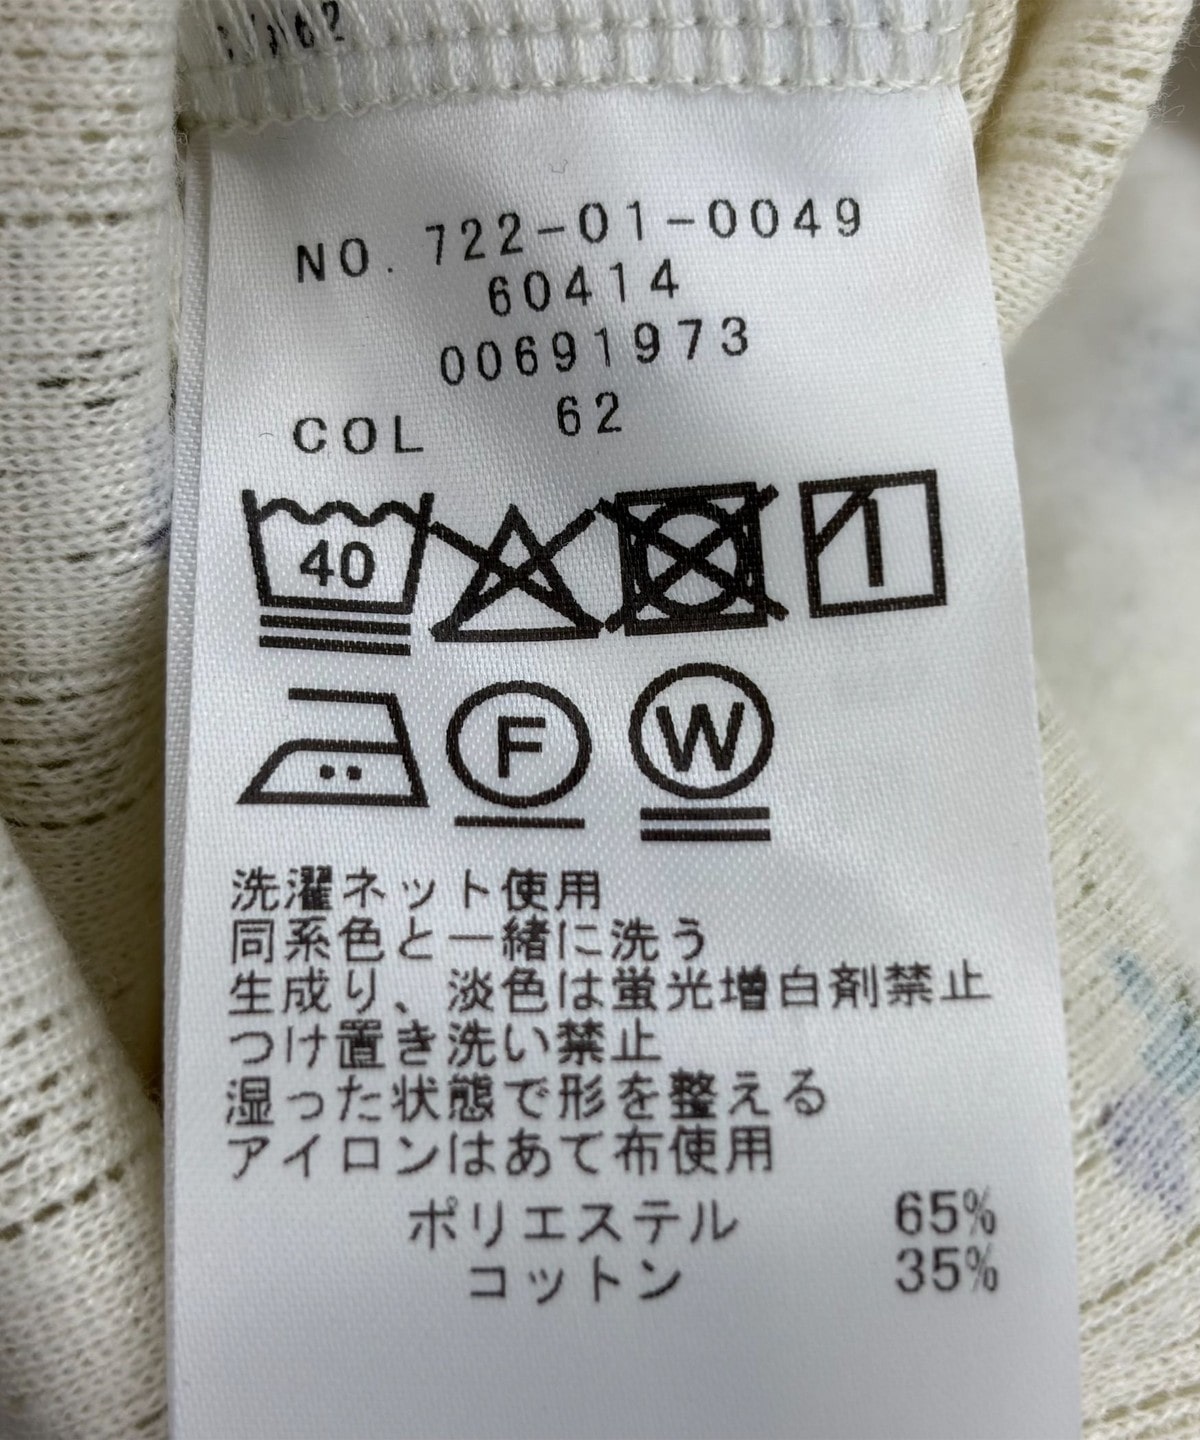 NO. 722-01-0049
60414
00691973
COL 62
40
F W
洗濯ネット使用
同系色と一緒に洗う
生成り、淡色は蛍光増白剤禁止
つけ置き洗い禁止
湿った状態で形を整える
アイロンはあて布使用
ポリエステル 65%
コットン 35%